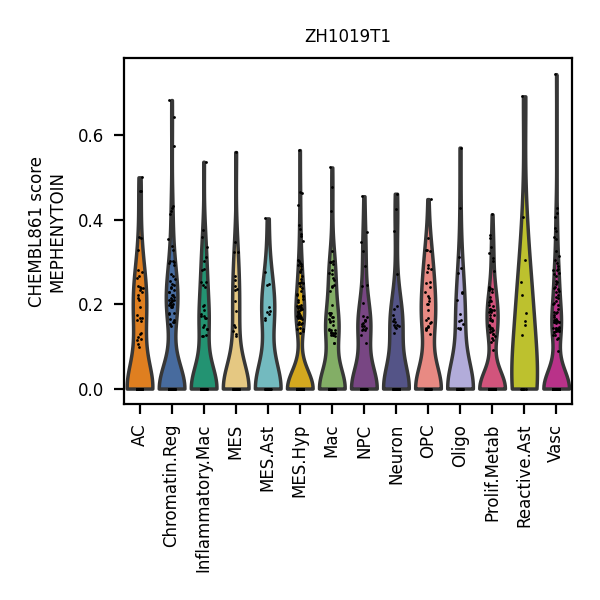 ZH1019T1
CHEMBL861 score
MEPHENYTOIN
0.6
0.4
0.2
0.0
AC
Chromatin.Reg
Inflammatory.Mac
MES
MES.Ast
MES.Hyp
Mac
NPC
Neuron
OPC
Oligo
Prolif.Metab
Reactive.Ast
Vasc